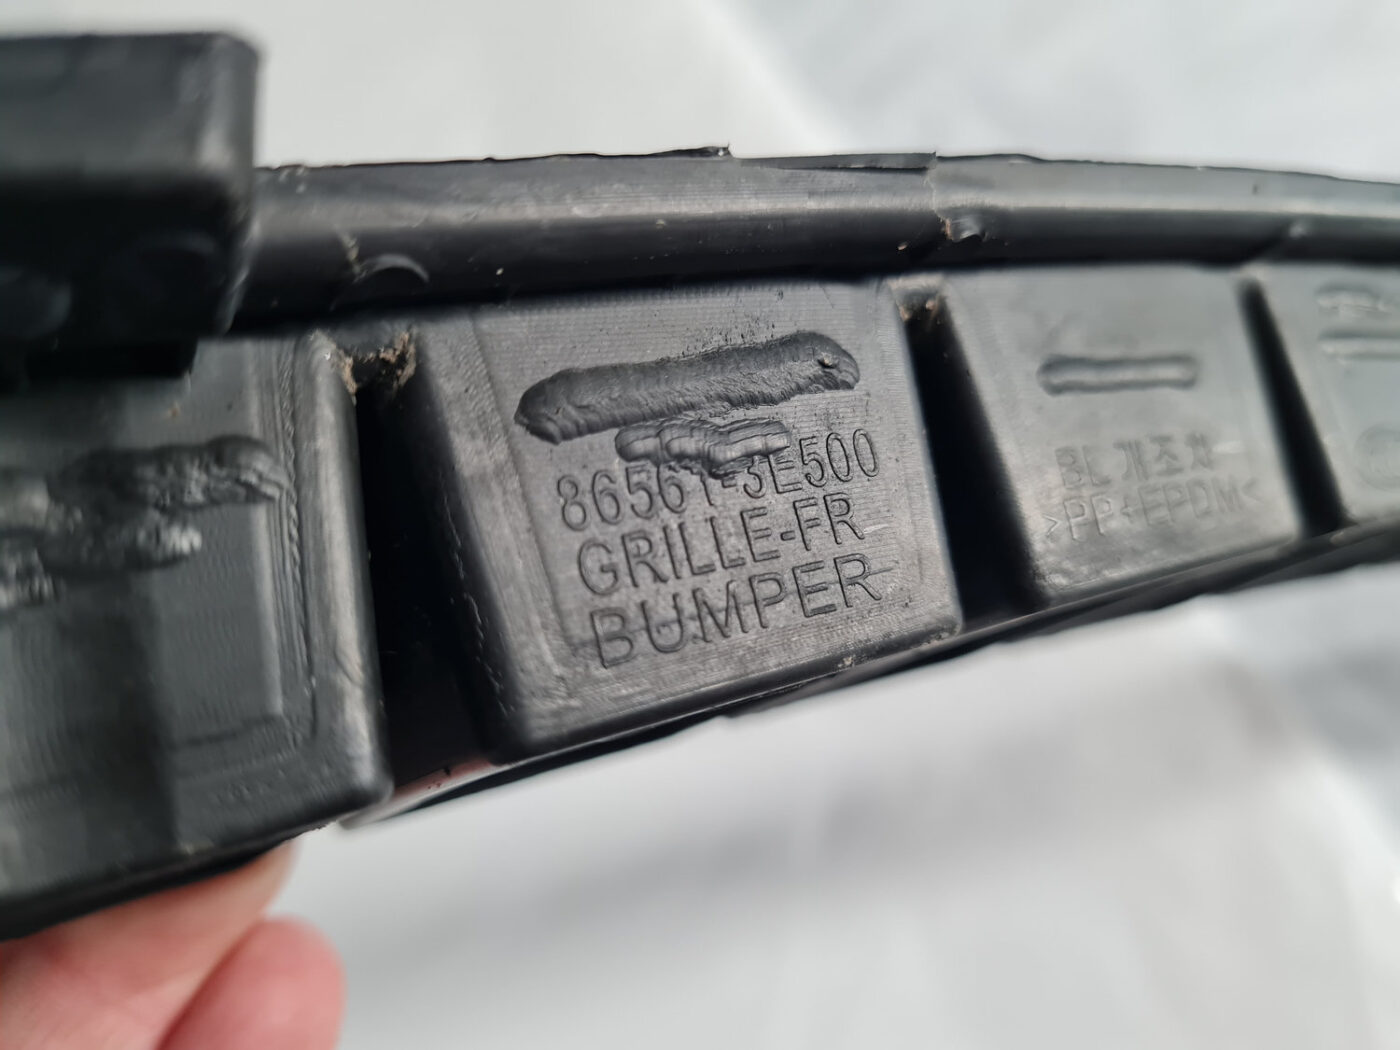 86561-3E500
GRILLE-FR
BUMPER
BL 개조차
>PP+EPDM<